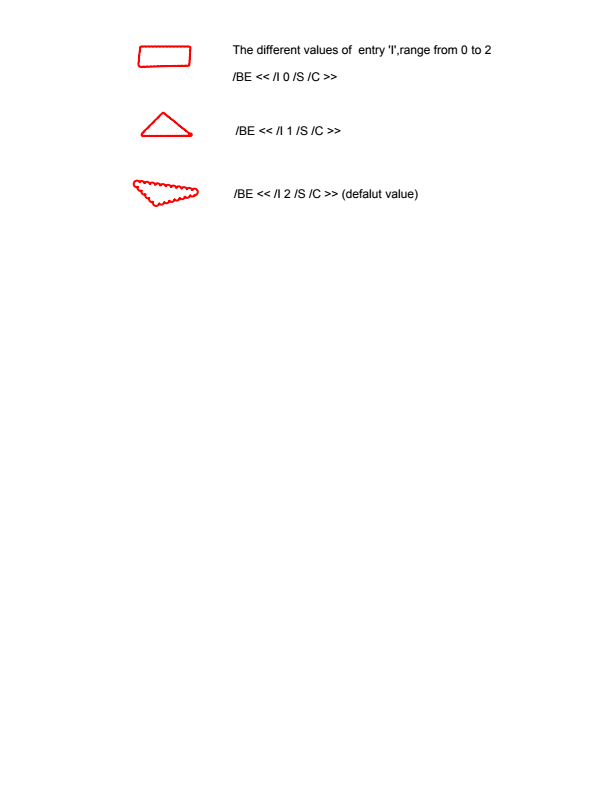 The different values of  entry 'I',range from 0 to 2
/BE << /I 0 /S /C >>
/BE << /I 1 /S /C >>
/BE << /I 2 /S /C >> (defalut value)